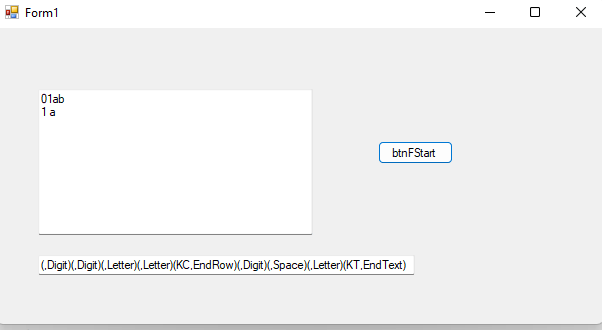 Form1
01ab
1 a
btnFStart
(,Digit)(,Digit)(,Letter)(,Letter)(KC,EndRow)(,Digit)(,Space)(,Letter)(KT,EndText)